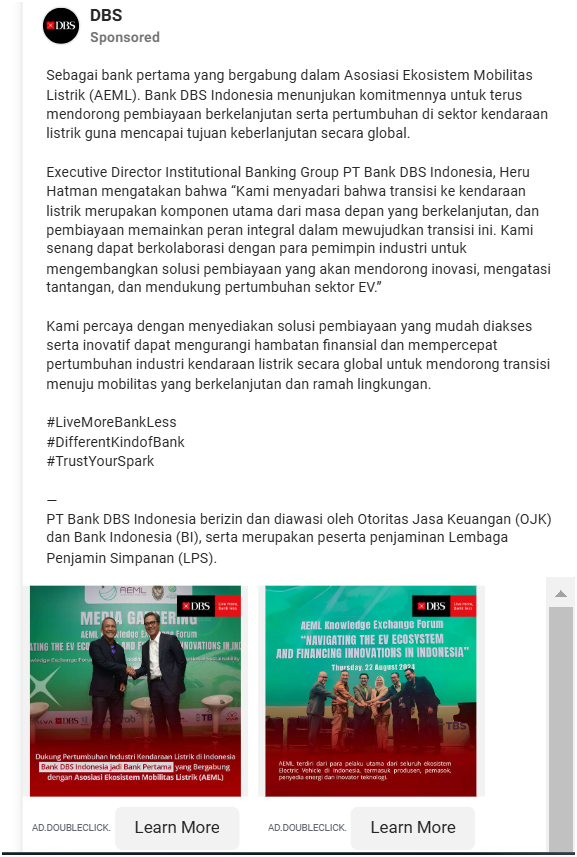 DBS
DBS
Sponsored
Sebagai bank pertama yang bergabung dalam Asosiasi Ekosistem Mobilitas
Listrik (AEML). Bank DBS Indonesia menunjukan komitmennya untuk terus
mendorong pembiayaan berkelanjutan serta pertumbuhan di sektor kendaraan
listrik guna mencapai tujuan keberlanjutan secara global.
Executive Director Institutional Banking Group PT Bank DBS Indonesia, Heru
Hatman mengatakan bahwa “Kami menyadari bahwa transisi ke kendaraan
listrik merupakan komponen utama dari masa depan yang berkelanjutan, dan
pembiayaan memainkan peran integral dalam mewujudkan transisi ini. Kami
senang dapat berkolaborasi dengan para pemimpin industri untuk
mengembangkan solusi pembiayaan yang akan mendorong inovasi, mengatasi
tantangan, dan mendukung pertumbuhan sektor EV.”
Kami percaya dengan menyediakan solusi pembiayaan yang mudah diakses
serta inovatif dapat mengurangi hambatan finansial dan mempercepat
pertumbuhan industri kendaraan listrik secara global untuk mendorong transisi
menuju mobilitas yang berkelanjutan dan ramah lingkungan.
#LiveMoreBankLess
#DifferentKindofBank
#TrustYourSpark
—
PT Bank DBS Indonesia berizin dan diawasi oleh Otoritas Jasa Keuangan (OJK)
dan Bank Indonesia (BI), serta merupakan peserta penjaminan Lembaga
Penjamin Simpanan (LPS).
AEML
DBS
Live more,
Bank less
MEDIA GATHERING
AEML Knowledge Exchange Forum
Dukung Pertumbuhan Industri Kendaraan Listrik di Indonesia
Bank DBS Indonesia jadi Bank Pertama yang Bergabung
dengan Asosiasi Ekosistem Mobilitas Listrik (AEML)
DBS
Live more,
Bank less
AEML Knowledge Exchange Forum
"NAVIGATING THE EV ECOSYSTEM
AND FINANCING INNOVATIONS IN INDONESIA"
Thursday, 22 August 2024
TBS
AEML terdiri dari para pelaku utama dari seluruh ekosistem
Electric Vehicle di Indonesia, termasuk produsen, pemasok,
penyedia energi dan inovator teknologi.
AD.DOUBLECLICK.
Learn More
AD.DOUBLECLICK.
Learn More